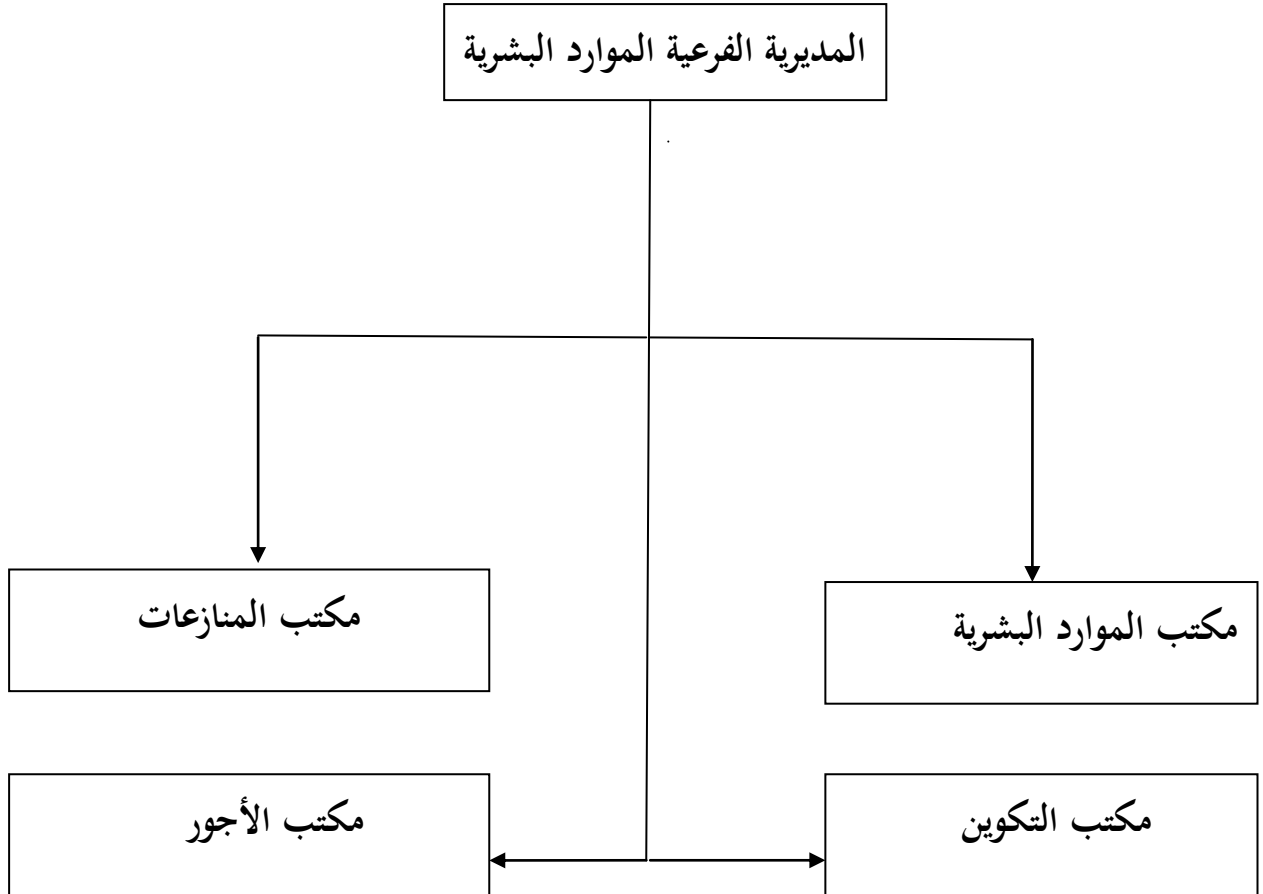 المديرية الفرعية الموارد البشرية
مكتب الموارد البشرية
مكتب المنازعات
مكتب التكوين
مكتب الأجور